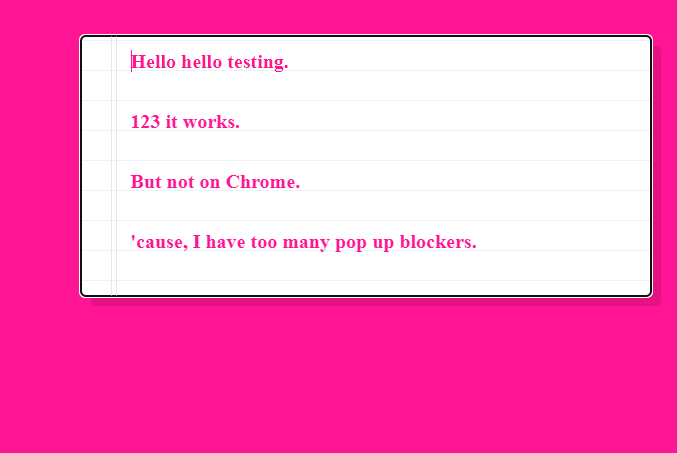 Hello hello testing.
123 it works.
But not on Chrome.
'cause, I have too many pop up blockers.